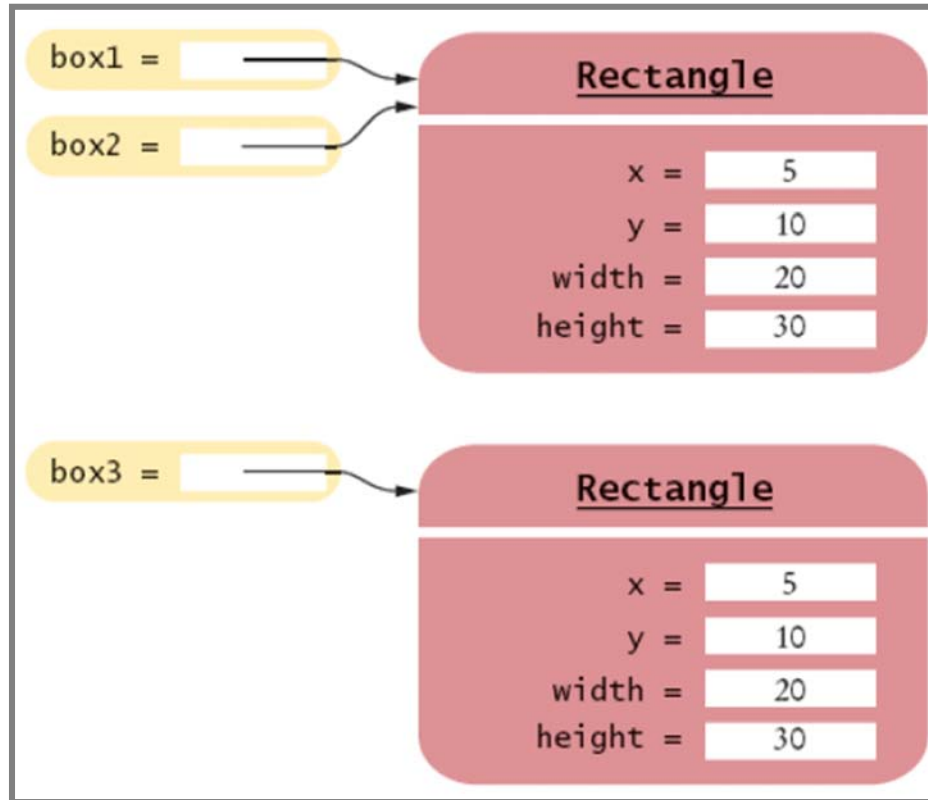 box1 =
box2 =
Rectangle
x = 5
y = 10
width = 20
height = 30
box3 =
Rectangle
x = 5
y = 10
width = 20
height = 30